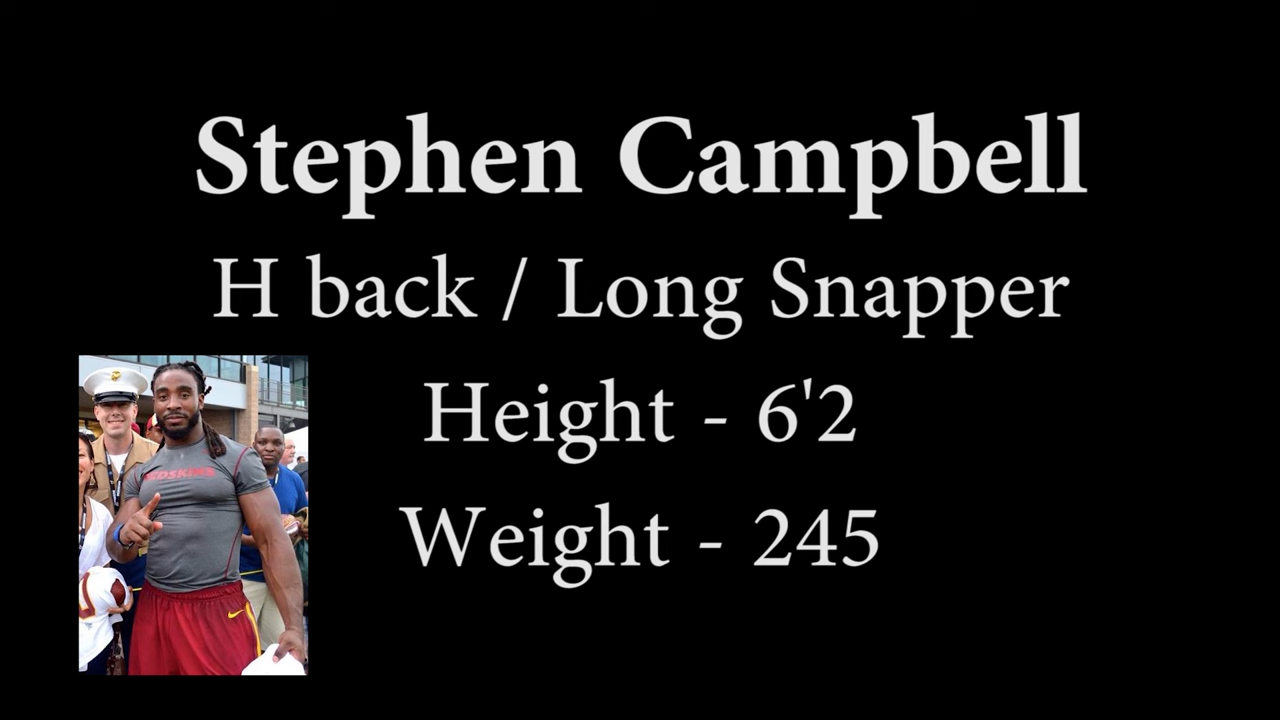 Stephen Campbell
H back / Long Snapper
Height - 6'2
Weight - 245
REDSKINS